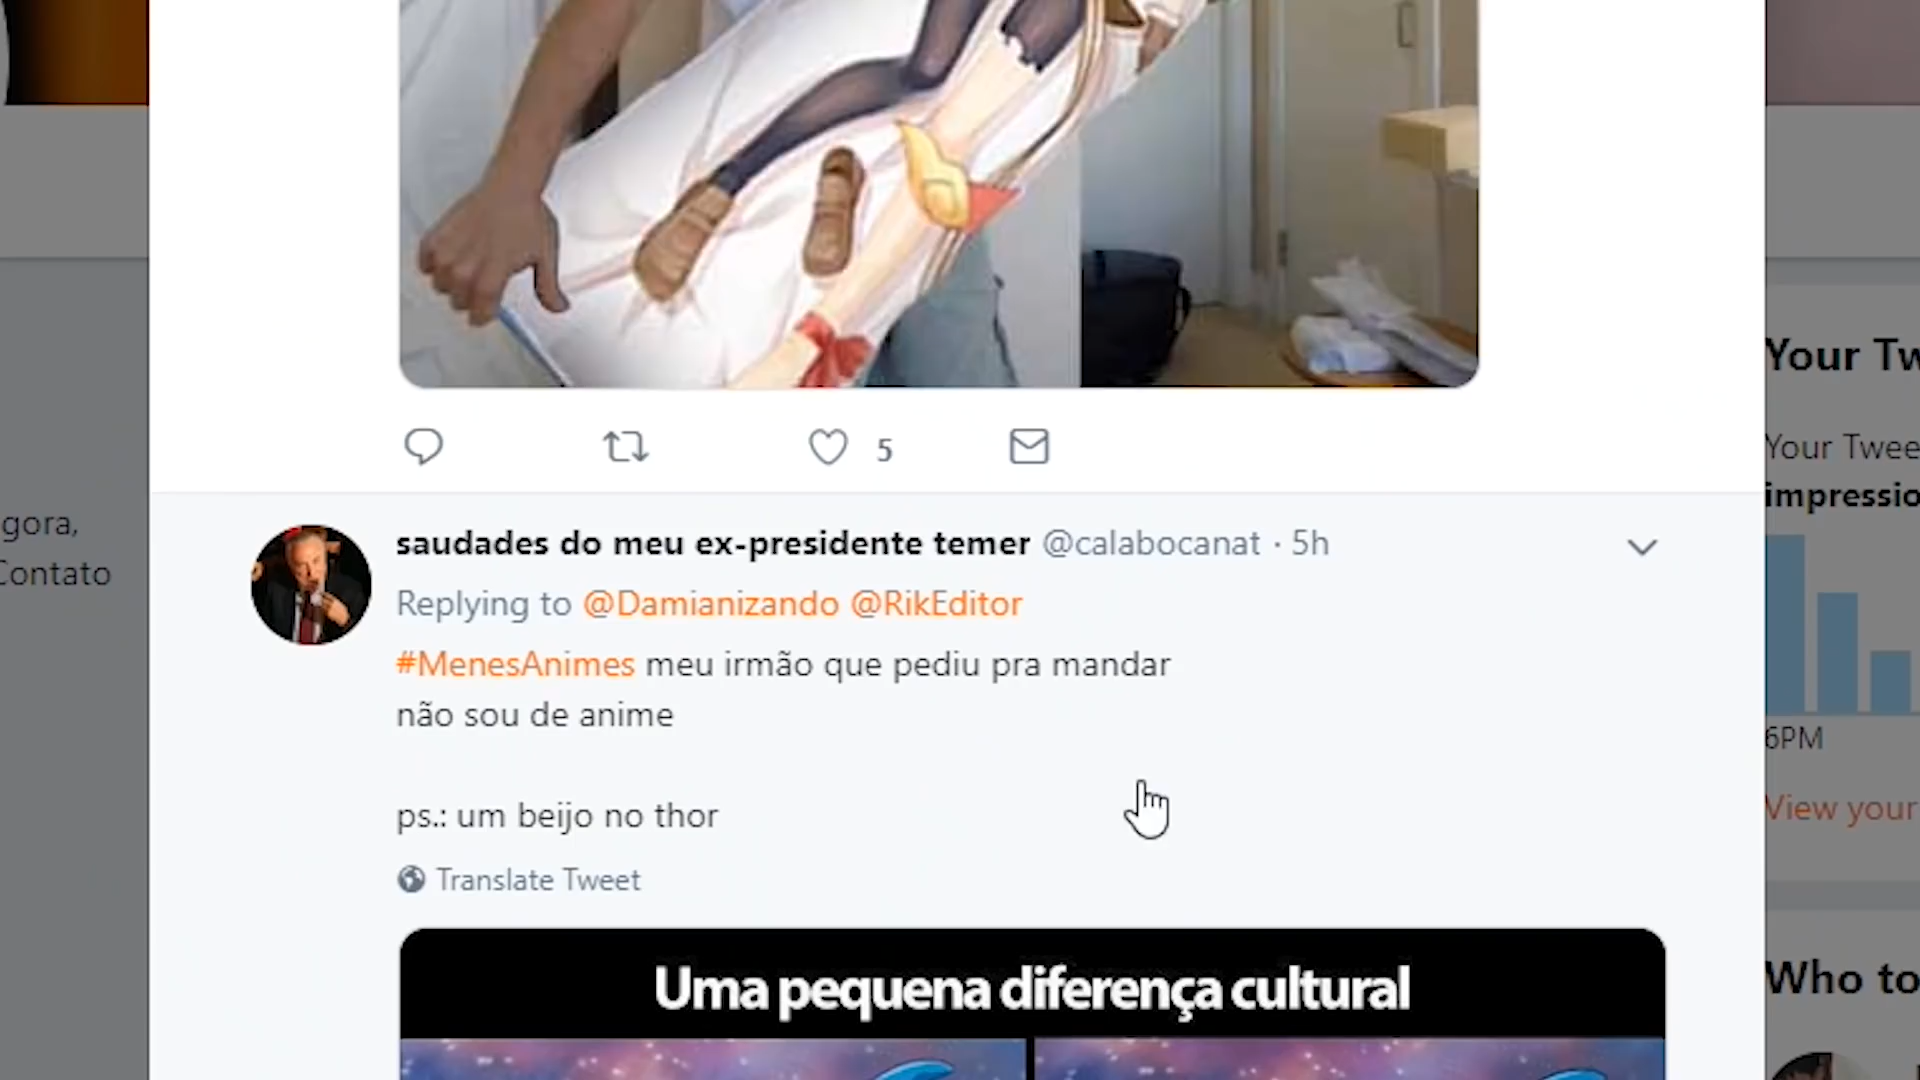 5
saudades do meu ex-presidente temer @calabocanat · 5h
Replying to @Damianizando @RikEditor
#MenesAnimes meu irmão que pediu pra mandar
não sou de anime
ps.: um beijo no thor
Translate Tweet
Uma pequena diferença cultural
gora,
Contato
Your Tw
Your Twee
impressio
6PM
View your
Who to